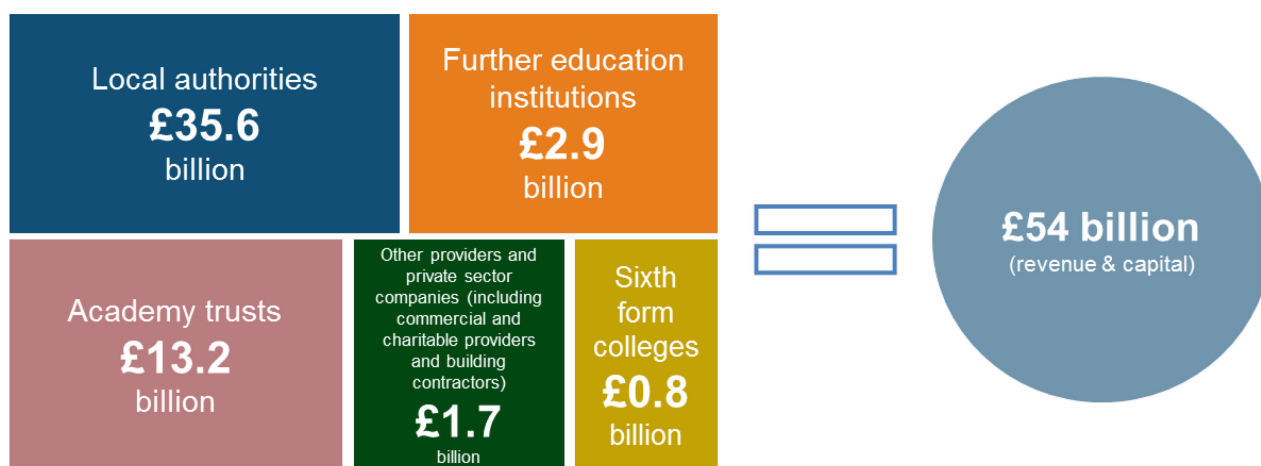 Local authorities
£35.6
billion
Further education
institutions
£2.9
billion
Academy trusts
£13.2
billion
Other providers and
private sector
companies (including
commercial and
charitable providers
and building
contractors)
£1.7
billion
Sixth
form
colleges
£0.8
billion
£54 billion
(revenue & capital)